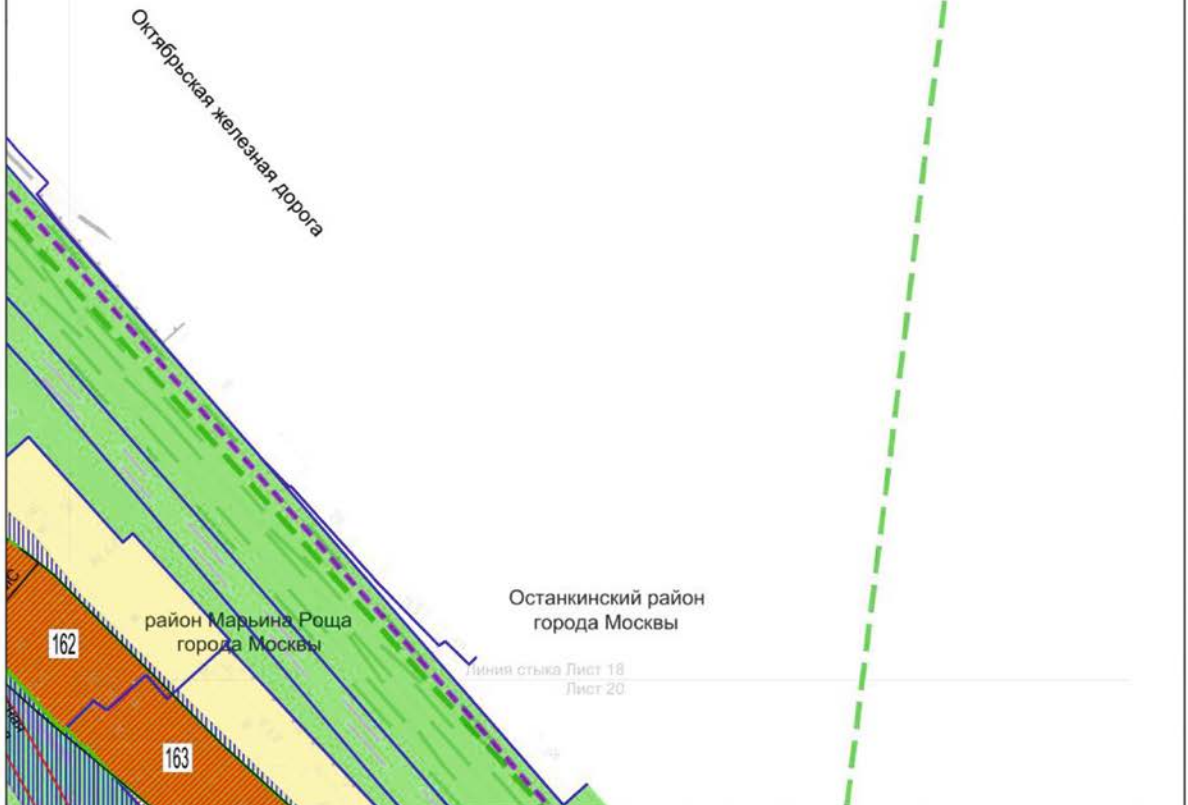 Октябрьская железная дорога
Останкинский район
города Москвы
район Марьина Роща
города Москвы
162
Линия стыка Лист 18
Лист 20
163